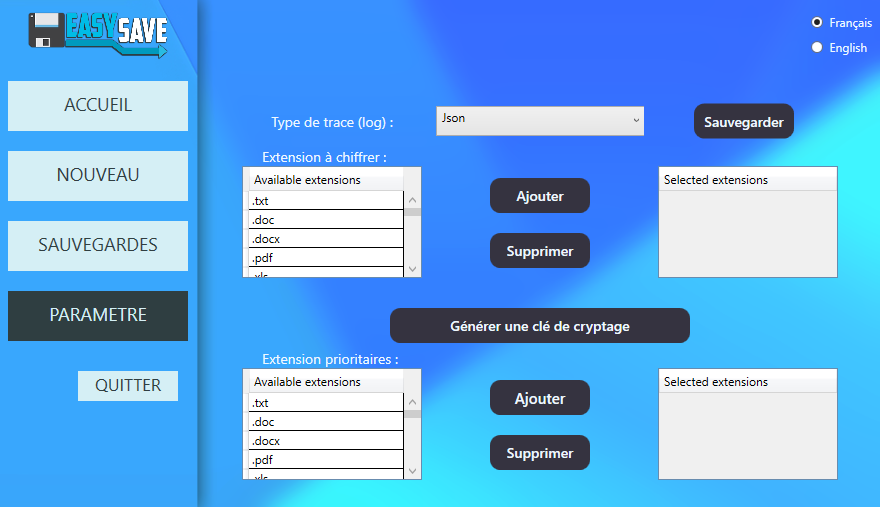 EASY SAVE
ACCUEIL
NOUVEAU
SAUVEGARDES
PARAMETRE
QUITTER
Français
English
Type de trace (log) :
Json
Sauvegarder
Extension à chiffrer :
Available extensions
.txt
.doc
.docx
.pdf
.xls
Ajouter
Supprimer
Selected extensions
Générer une clé de cryptage
Extension prioritaires :
Available extensions
.txt
.doc
.docx
.pdf
.xls
Ajouter
Supprimer
Selected extensions